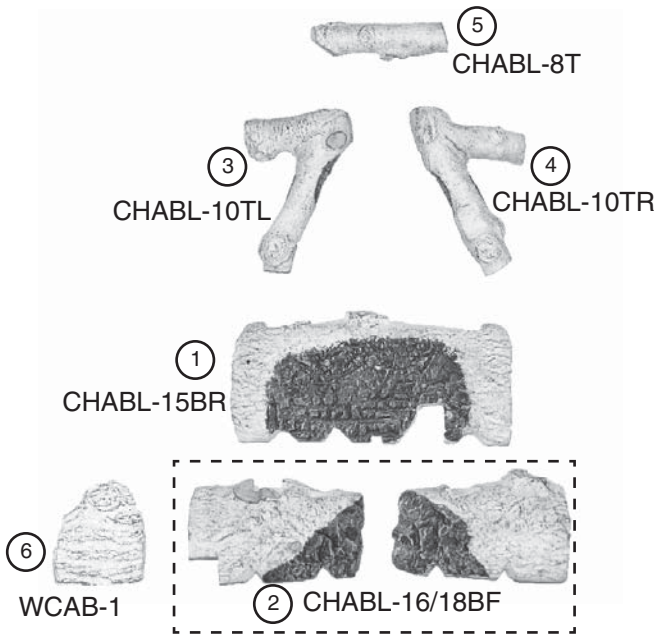 5
CHABL-8T
3
CHABL-10TL
4
CHABL-10TR
1
CHABL-15BR
6
WCAB-1
2 CHABL-16/18BF